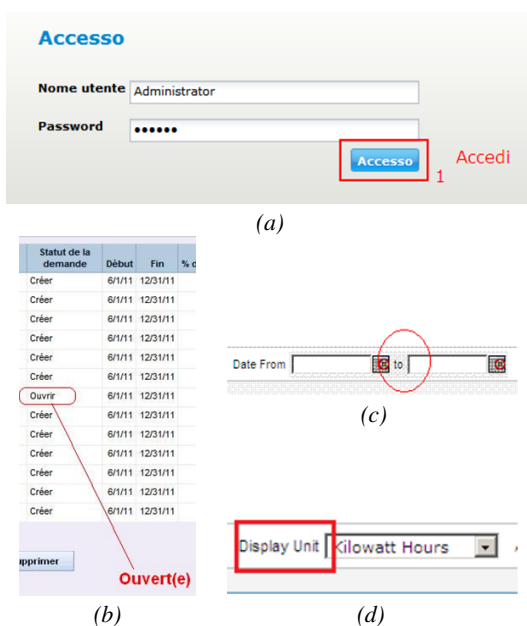 Accesso
Nome utente Administrator
Password ••••••
Accesso
1 Accedi
(a)
Statut de la demande Début Fin % d
Créer 6/1/11 12/31/11
Créer 6/1/11 12/31/11
Créer 6/1/11 12/31/11
Créer 6/1/11 12/31/11
Créer 6/1/11 12/31/11
Créer 6/1/11 12/31/11
Ouvrir 6/1/11 12/31/11
Créer 6/1/11 12/31/11
Créer 6/1/11 12/31/11
Créer 6/1/11 12/31/11
Créer 6/1/11 12/31/11
Créer 6/1/11 12/31/11
Créer 6/1/11 12/31/11
pprimer
Ouvert(e)
(b)
Date From to
(c)
Display Unit Kilowatt Hours
(d)